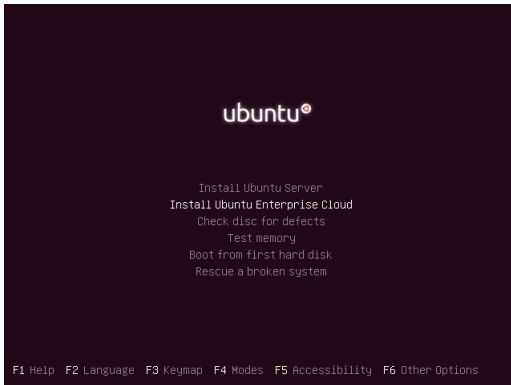 ubuntu
Install Ubuntu Server
Install Ubuntu Enterprise Cloud
Check disc for defects
Test memory
Boot from first hard disk
Rescue a broken system
F1 Help F2 Language F3 Keymap F4 Modes F5 Accessibility F6 Other Options